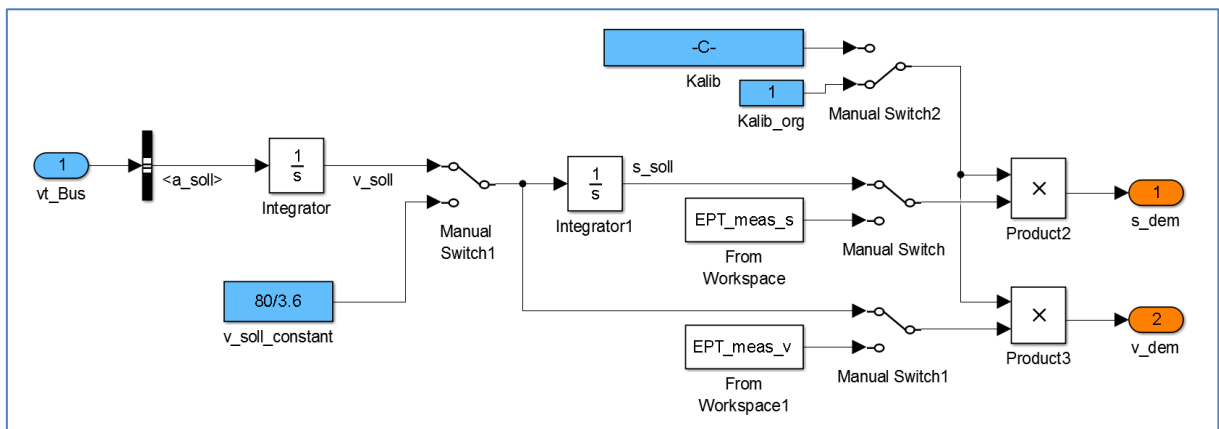 -C-
Kalib
1
Kalib_org
Manual Switch2
1
vt_Bus
<a_soll>
1
s
Integrator
v_soll
Manual
Switch1
80/3.6
v_soll_constant
1
s
Integrator1
s_soll
EPT_meas_s
From
Workspace
Manual Switch
×
Product2
1
s_dem
EPT_meas_v
From
Workspace1
Manual Switch1
×
Product3
2
v_dem